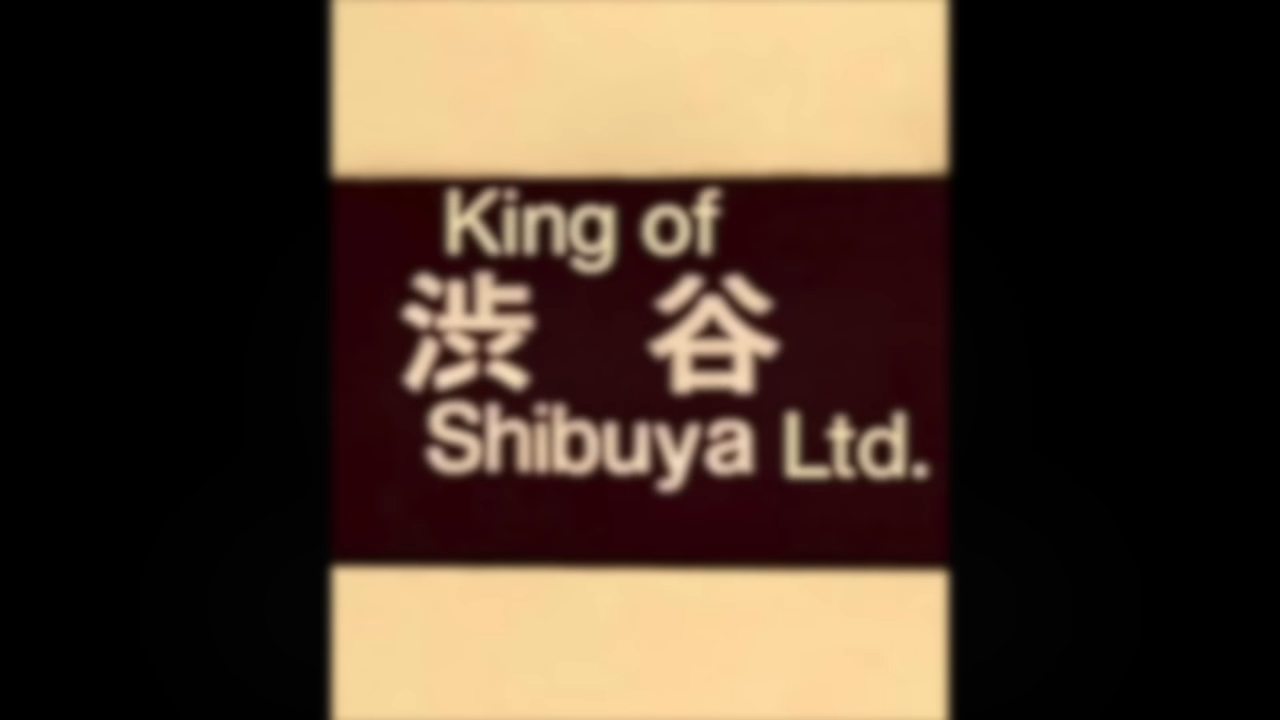 King of
渋 谷
Shibuya Ltd.